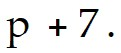 p + 7 .